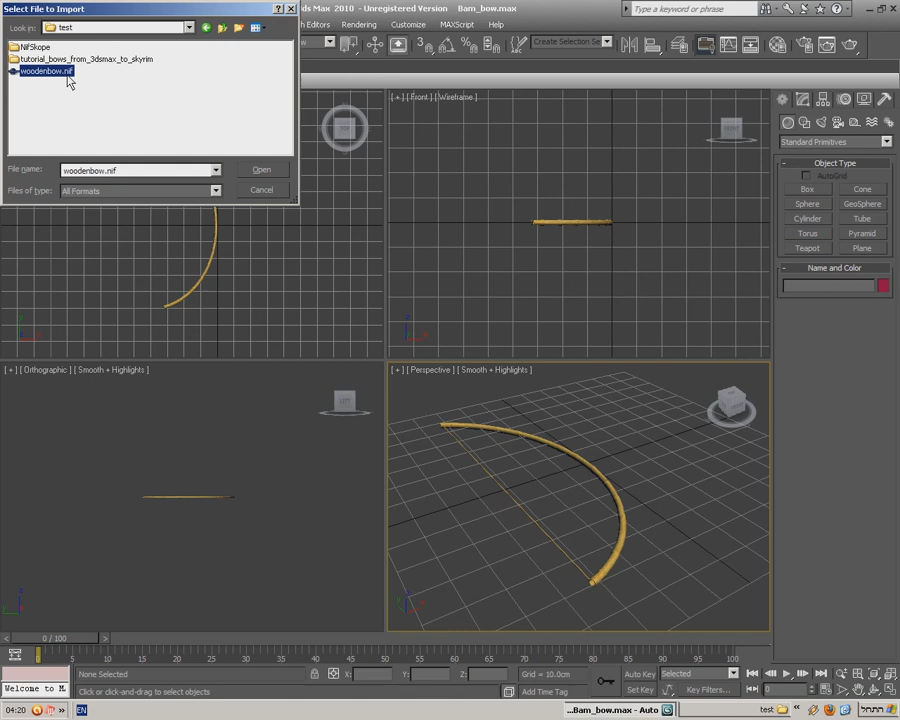 Select File to Import
ds Max 2010 - Unregistered Version
Bam_bow.max
Type a keyword or phrase
Editors
Rendering
Customize
MAXScript
Help
Look in:
test
NifSkope
tutorial_bows_from_3dsmax_to_skyrim
woodenbow.nif
Create Selection Se
File name:
woodenbow.nif
Open
Files of type:
All Formats
Cancel
[ + ] [ Front ] [ Wireframe ]
TOP
FRONT
Standard Primitives
Object Type
AutoGrid
Box
Cone
Sphere
GeoSphere
Cylinder
Tube
Torus
Pyramid
Teapot
Plane
Name and Color
[ + ] [ Orthographic ] [ Smooth + Highlights ]
[ + ] [ Perspective ] [ Smooth + Highlights ]
LEFT
0 / 100
0 5 10 15 20 25 30 35 40 45 50 55 60 65 70 75 80 85 90 95 100
None Selected
X:
Y:
Z:
Grid = 10.0cm
Auto Key
Selected
Welcome to M
Click or click-and-drag to select objects
Add Time Tag
Set Key
Key Filters...
0
04:20
EN
...Bam_bow.max - Auto
test
התחל